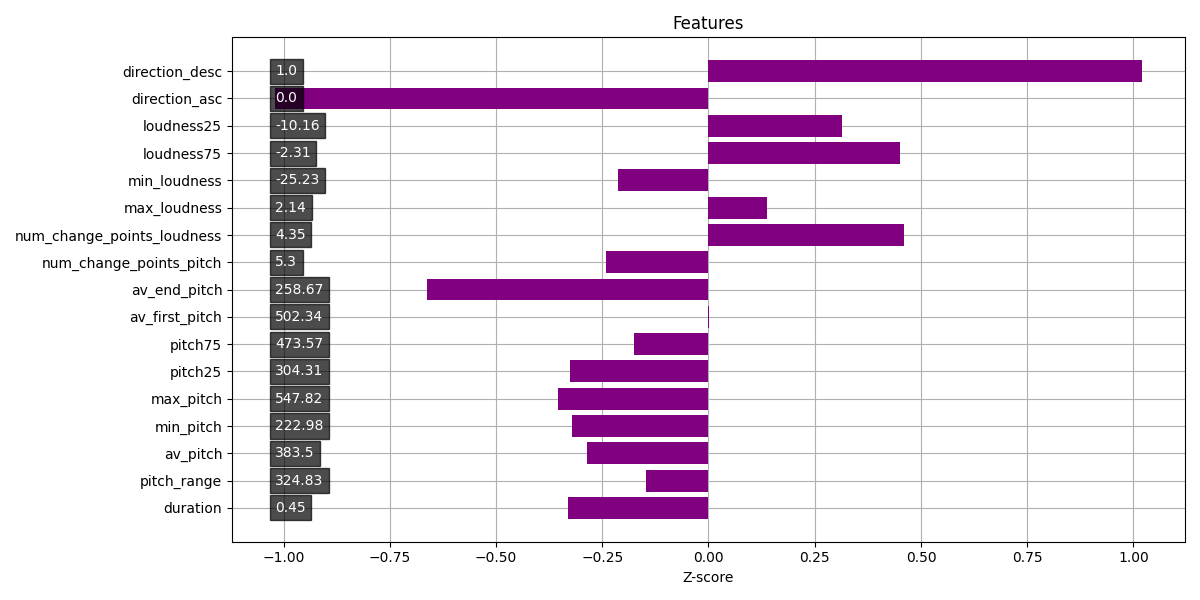 Features
direction_desc 1.0
direction_asc 0.0
loudness25 -10.16
loudness75 -2.31
min_loudness -25.23
max_loudness 2.14
num_change_points_loudness 4.35
num_change_points_pitch 5.3
av_end_pitch 258.67
av_first_pitch 502.34
pitch75 473.57
pitch25 304.31
max_pitch 547.82
min_pitch 222.98
av_pitch 383.5
pitch_range 324.83
duration 0.45
−1.00 −0.75 −0.50 −0.25 0.00 0.25 0.50 0.75 1.00
Z-score